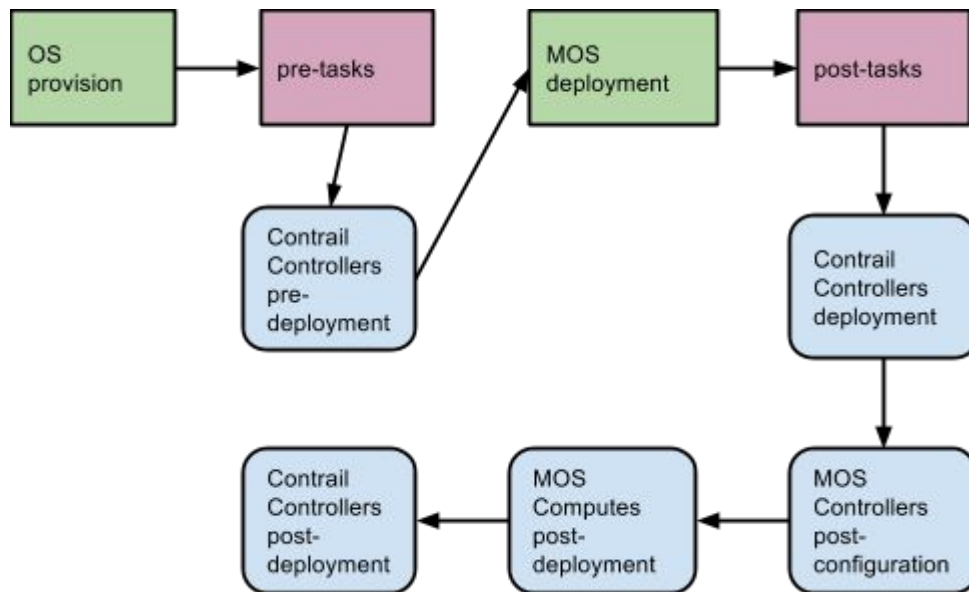 OS
provision
pre-tasks
MOS
deployment
post-tasks
Contrail
Controllers
pre-
deployment
Contrail
Controllers
deployment
Contrail
Controllers
post-
deployment
MOS
Computes
post-
deployment
MOS
Controllers
post-
configuration